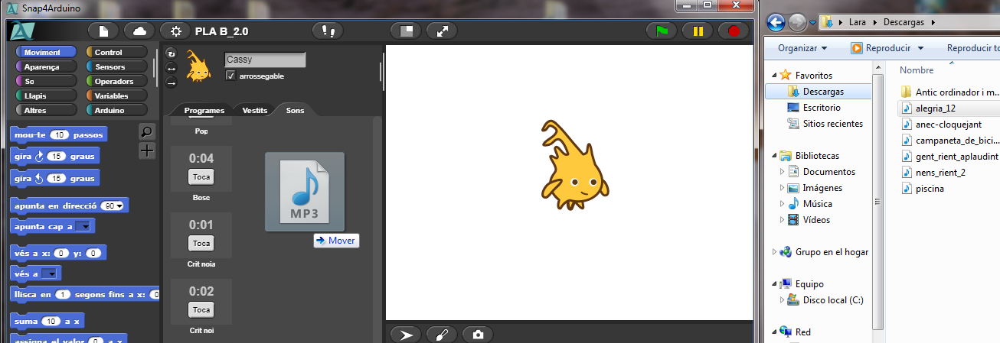 Snap4Arduino
PLA B_2.0
Moviment
Control
Aparença
Sensors
So
Operadors
Llapis
Variables
Altres
Arduino
mou-te 10 passos
gira 15 graus
gira 15 graus
apunta en direcció 90
apunta cap a
vés a x: 0 y: 0
vés a
llisca en 1 segons fins a x: 0
suma 10 a x
assigna el valor 0 a x
Cassy
arrossegable
Programes
Vestits
Sons
Pop
0:04
Toca
Bosc
0:01
Toca
Crit noia
0:02
Toca
Crit noi
MP3
Mover
Lara
Descargas
Organizar
Reproducir
Reproducir to
Favoritos
Descargas
Escritorio
Sitios recientes
Bibliotecas
Documentos
Imágenes
Música
Vídeos
Grupo en el hogar
Equipo
Disco local (C:)
Red
Nombre
Antic ordinador i m...
alegria_12
anec-cloquejant
campaneta_de_bici...
gent_rient_aplaudint
nens_rient_2
piscina